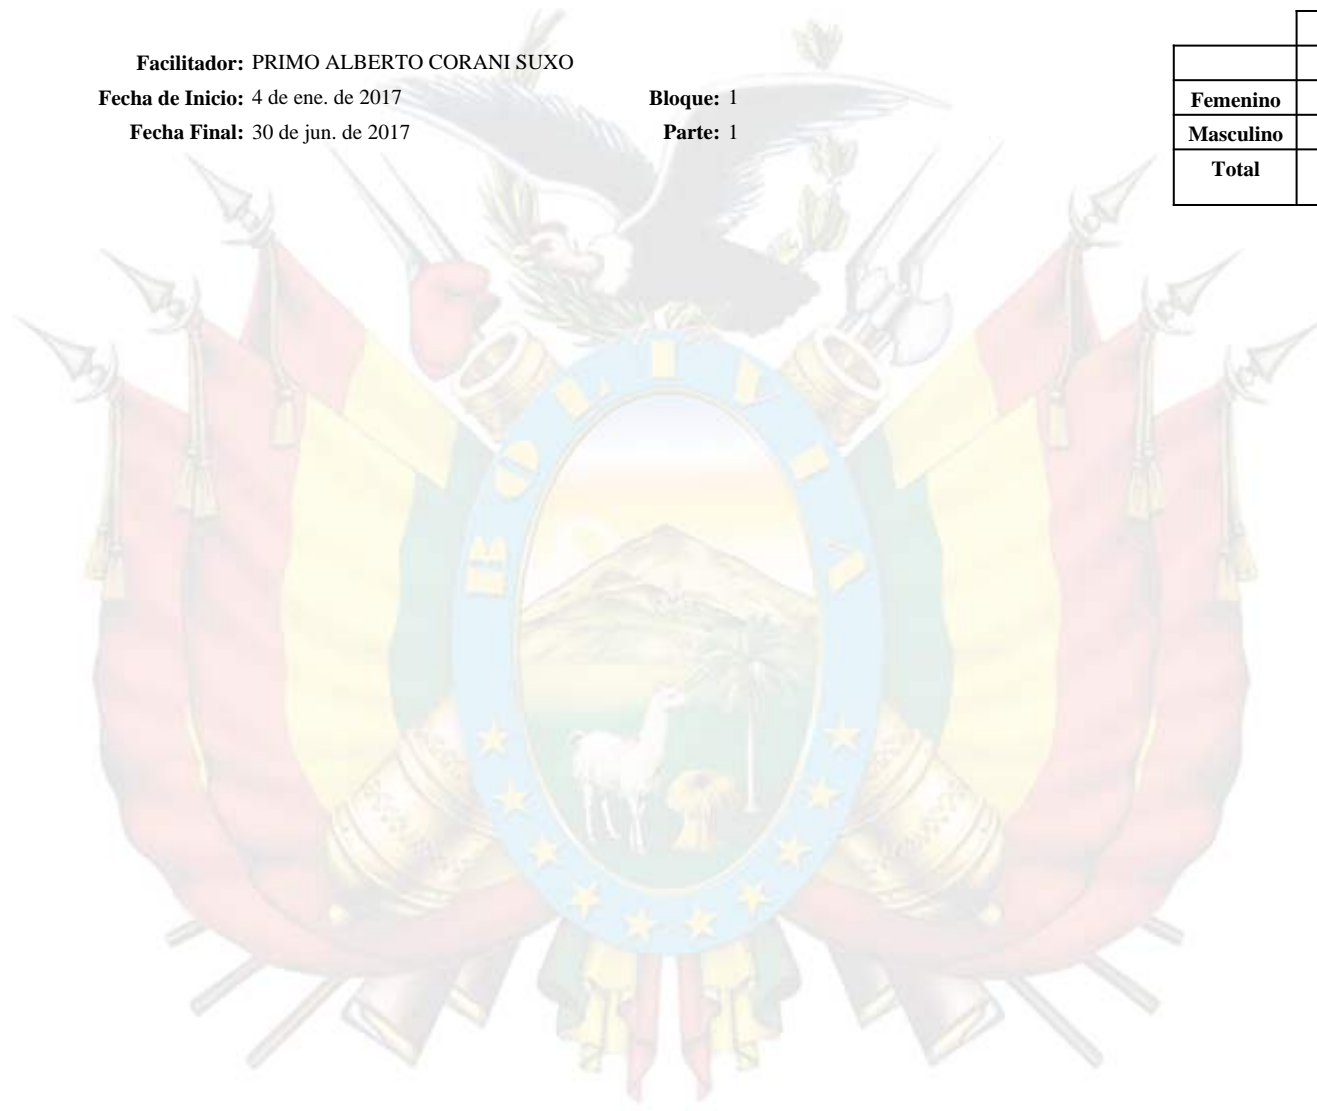 Facilitador: PRIMO ALBERTO CORANI SUXO
Fecha de Inicio: 4 de ene. de 2017 Bloque: 1
Fecha Final: 30 de jun. de 2017 Parte: 1
Femenino
Masculino
Total
BOLIVIA